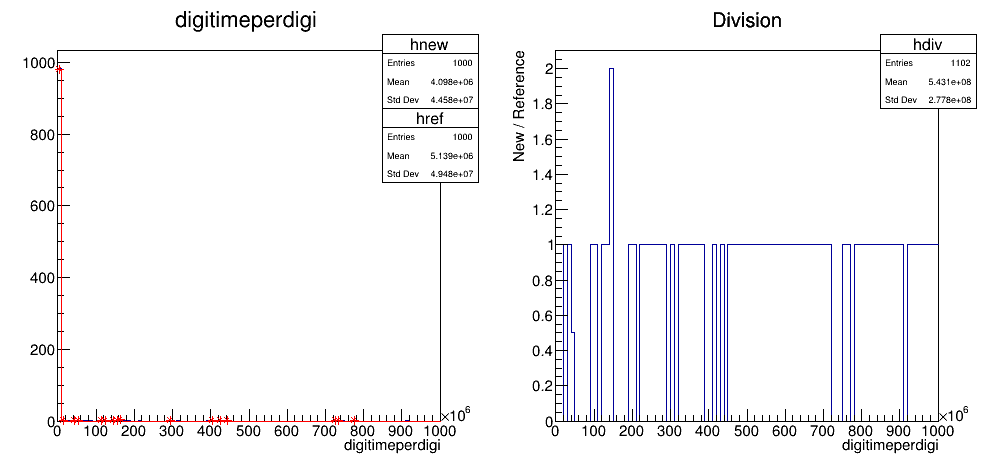 digitimeperdigi
hnew
Entries 1000
Mean 4.098e+06
Std Dev 4.458e+07
href
Entries 1000
Mean 5.139e+06
Std Dev 4.948e+07
1000
800
600
400
200
0
0 100 200 300 400 500 600 700 800 900 1000
×10⁶
digitimeperdigi
Division
hdiv
Entries 1102
Mean 5.431e+08
Std Dev 2.778e+08
New / Reference
2
1.8
1.6
1.4
1.2
1
0.8
0.6
0.4
0.2
0
0 100 200 300 400 500 600 700 800 900 1000
×10⁶
digitimeperdigi